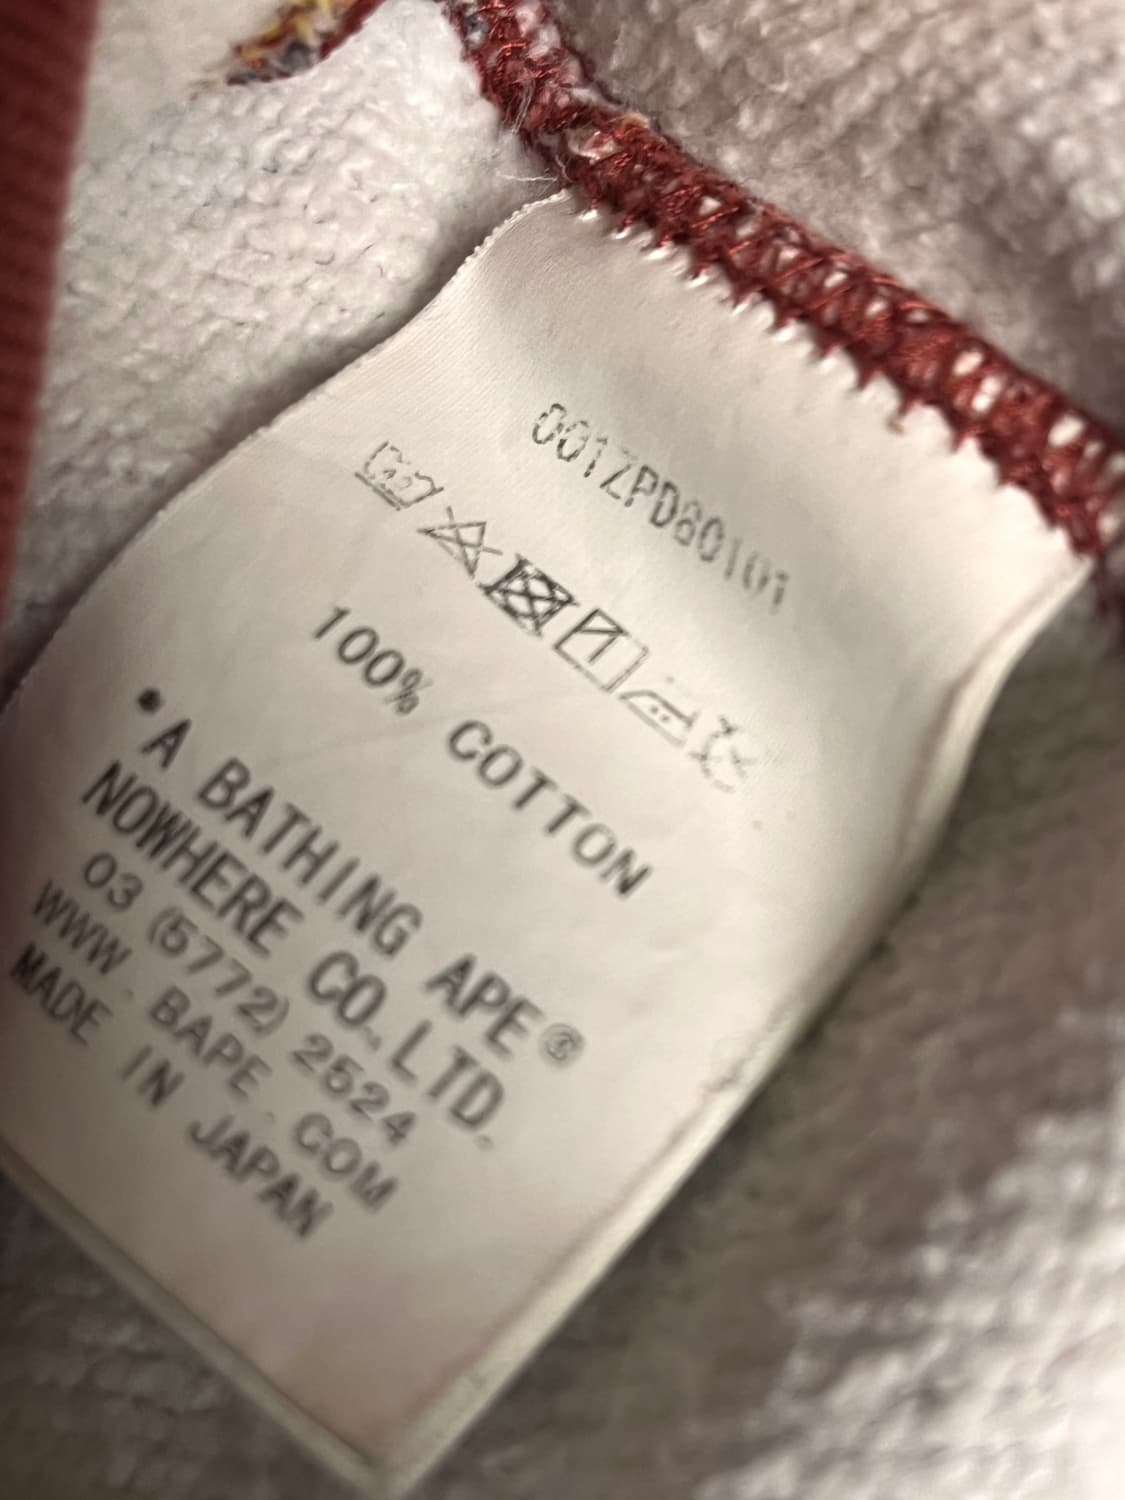 001ZPD80101
100% COTTON
*A BATHING APE®
NOWHERE CO.,LTD.
03 (5772) 2524
WWW.BAPE.COM
MADE IN JAPAN